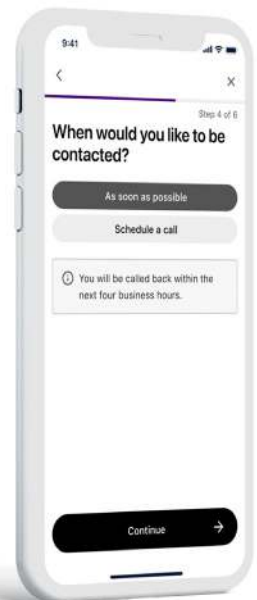 9:41
Step 4 of 6
When would you like to be
contacted?
As soon as possible
Schedule a call
You will be called back within the
next four business hours.
Continue